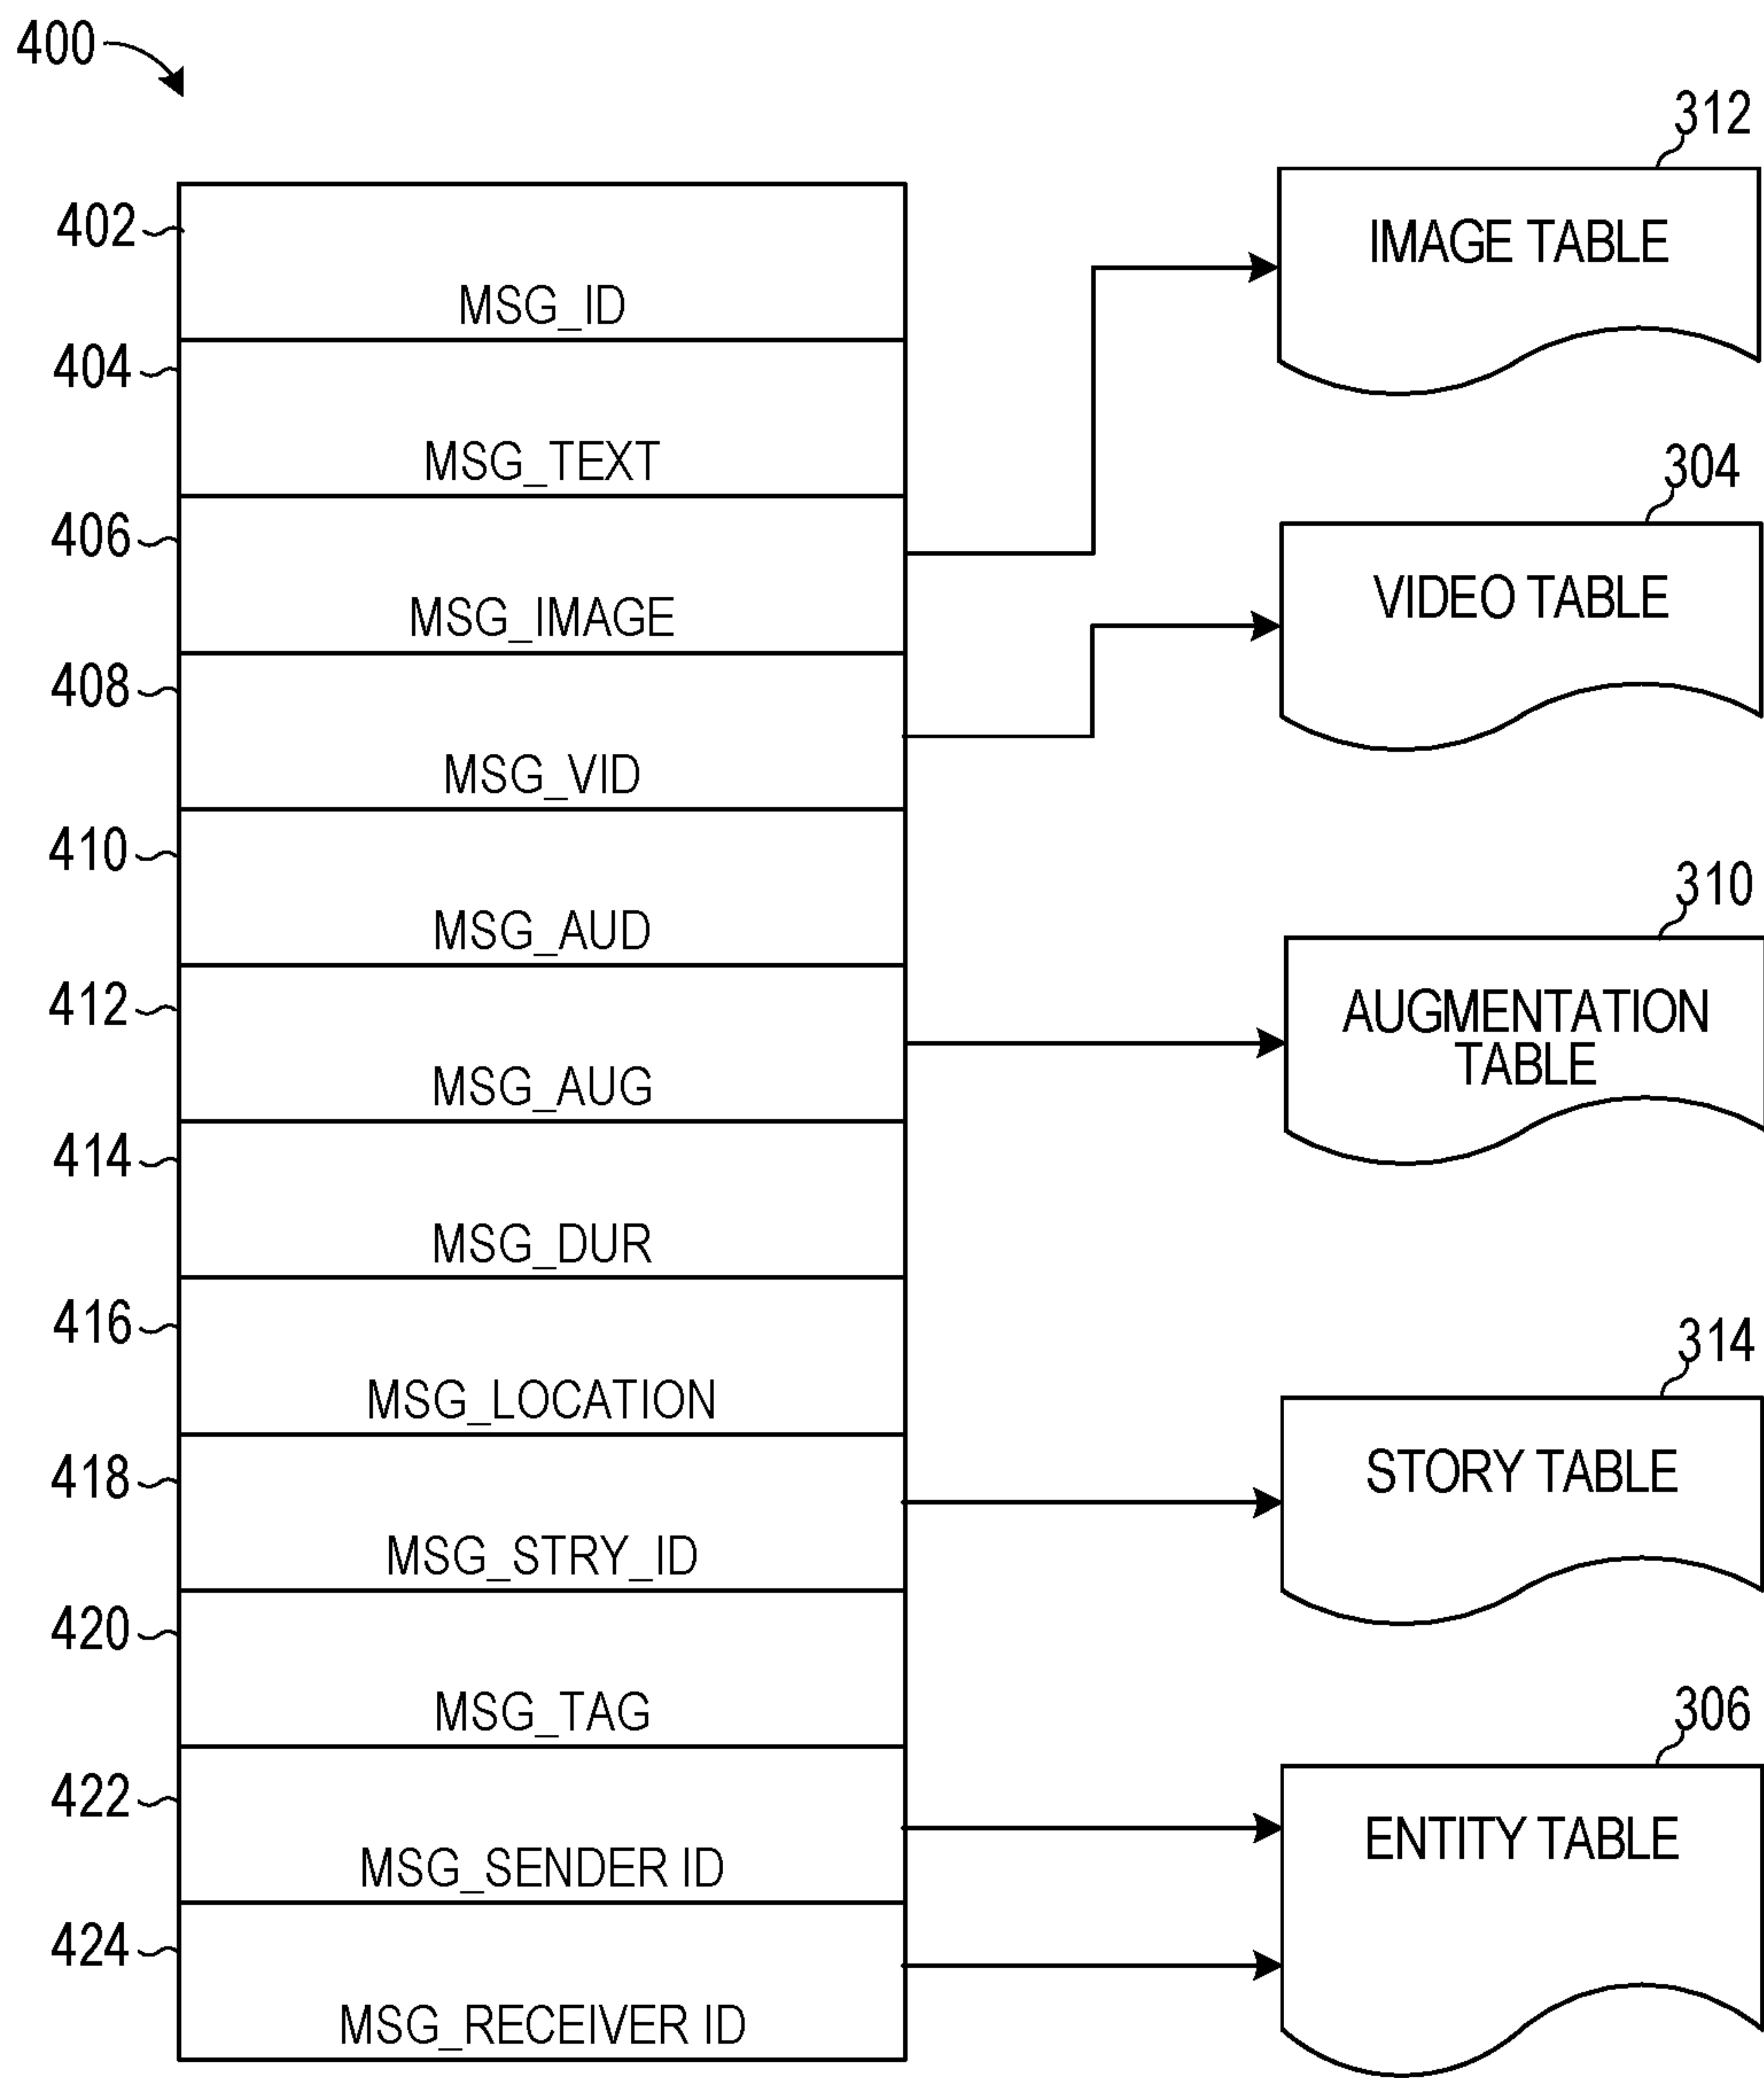 400
312
402
IMAGE TABLE
MSG_ID
404
MSG_TEXT
304
406
VIDEO TABLE
MSG_IMAGE
408
MSG_VID
410
310
MSG_AUD
412
AUGMENTATION
TABLE
MSG_AUG
414
MSG_DUR
416
314
MSG_LOCATION
418
STORY TABLE
MSG_STRY_ID
420
MSG_TAG
306
422
ENTITY TABLE
MSG_SENDER ID
424
MSG_RECEIVER ID